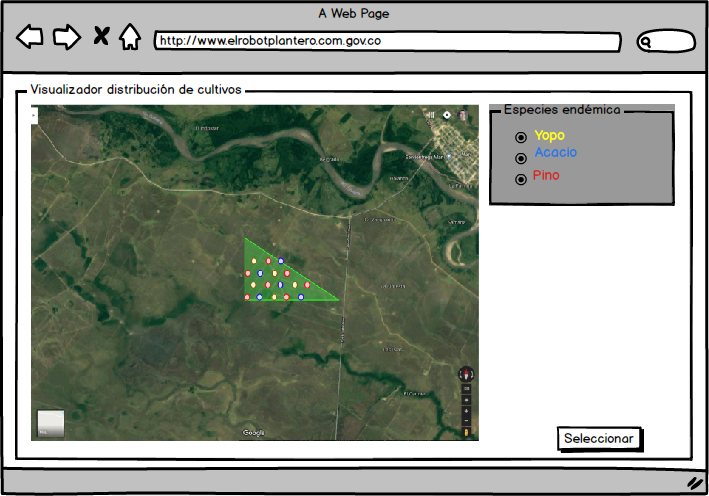 A Web Page
http://www.elrobotplantero.com.gov.co
Visualizador distribución de cultivos
Especies endémica
Yopo
Acacio
Pino
Google
Seleccionar